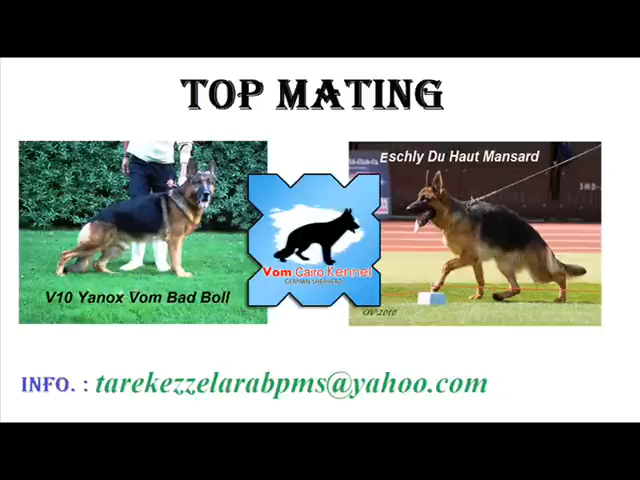 TOP MATING
Eschly Du Haut Mansard
V10 Yanox Vom Bad Boll
Vom Cairo Kennel
GERMAN SHEPHERD
OV 2010
INFO. : tarekezzelarabpms@yahoo.com